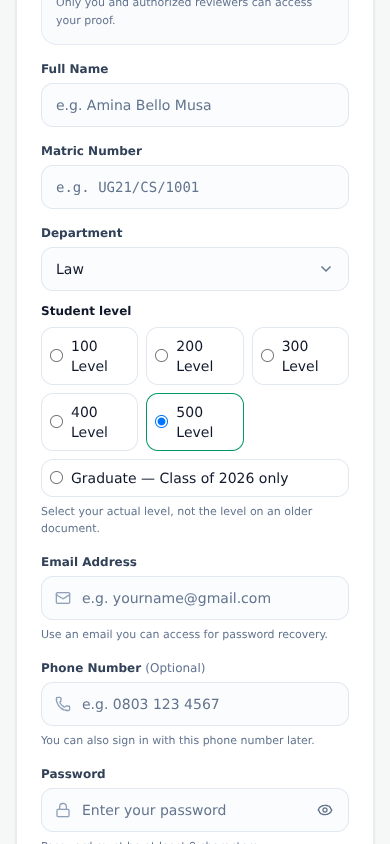 Only you and authorized reviewers can access
your proof.
Full Name
e.g. Amina Bello Musa
Matric Number
e.g. UG21/CS/1001
Department
Law
Student level
100
Level
200
Level
300
Level
400
Level
500
Level
Graduate — Class of 2026 only
Select your actual level, not the level on an older
document.
Email Address
e.g. yourname@gmail.com
Use an email you can access for password recovery.
Phone Number (Optional)
e.g. 0803 123 4567
You can also sign in with this phone number later.
Password
Enter your password